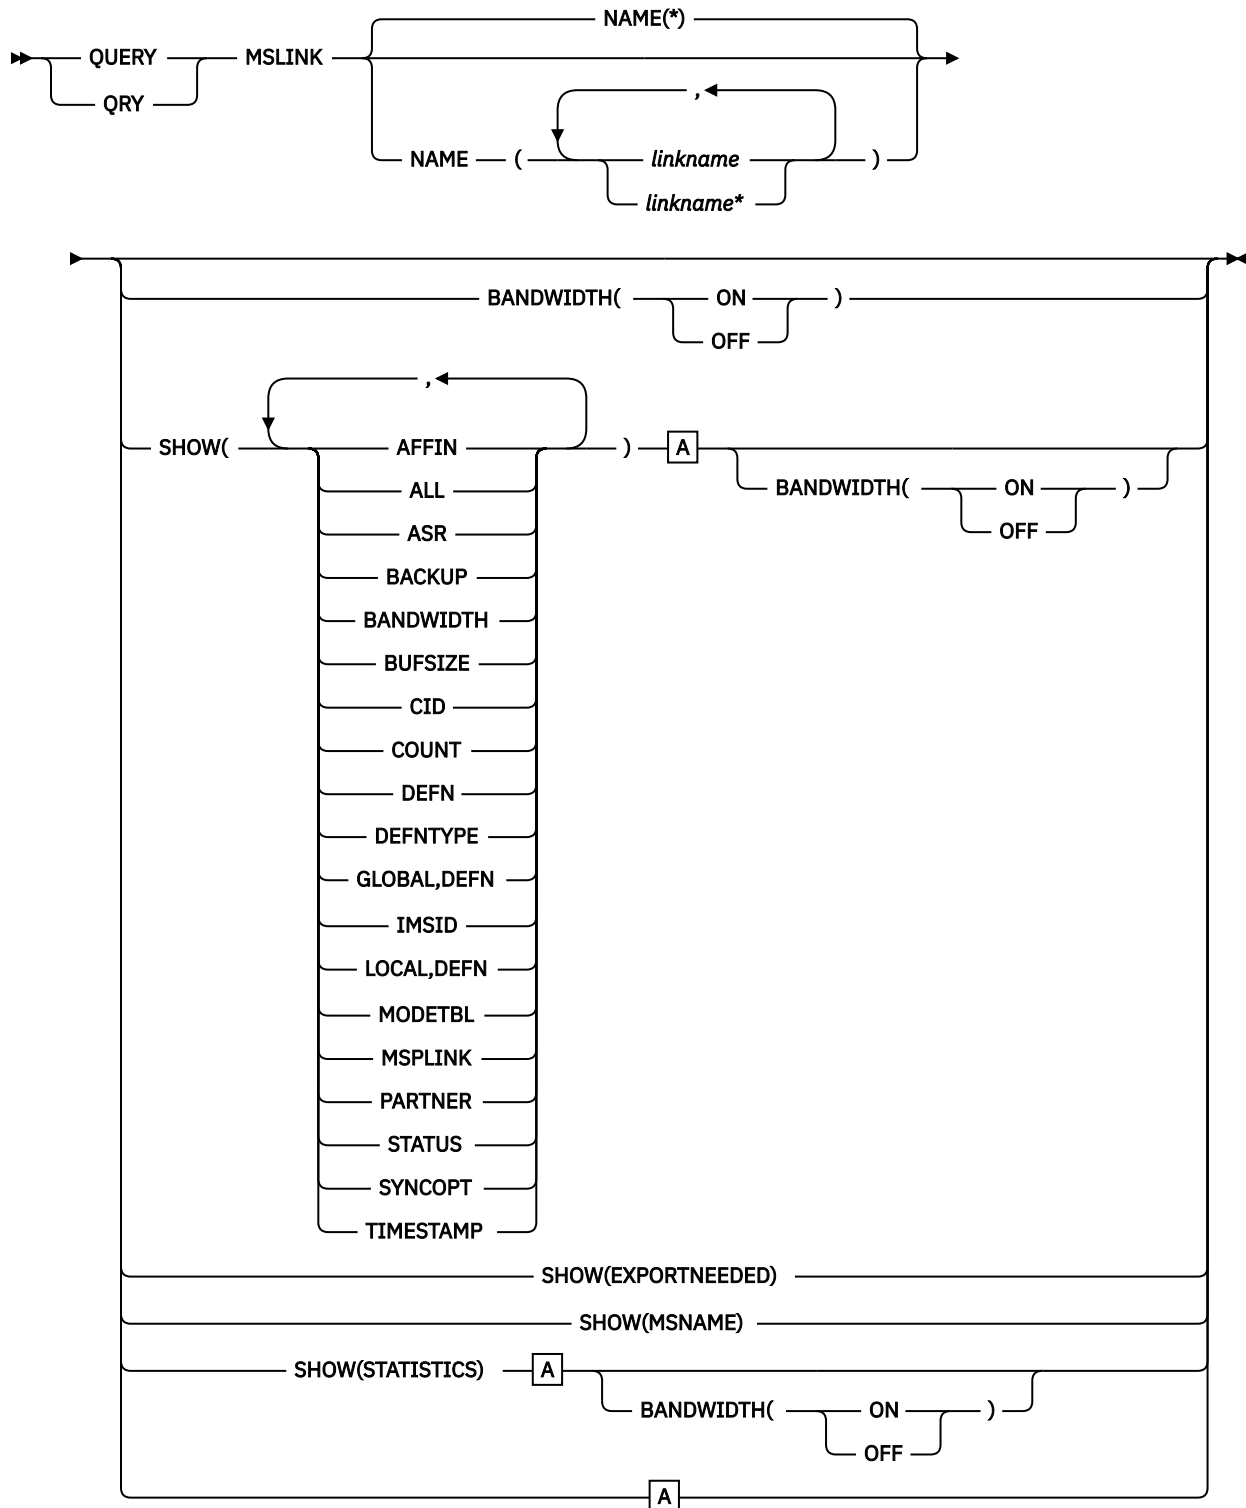 NAME(*)
QUERY MSLINK
QRY
,
NAME ( linkname )
linkname*
BANDWIDTH( ON )
OFF
,
SHOW( AFFIN ) A
ALL BANDWIDTH( ON )
ASR OFF
BACKUP
BANDWIDTH
BUFSIZE
CID
COUNT
DEFN
DEFNTYPE
GLOBAL,DEFN
IMSID
LOCAL,DEFN
MODETBL
MSPLINK
PARTNER
STATUS
SYNCOPT
TIMESTAMP
SHOW(EXPORTNEEDED)
SHOW(MSNAME)
SHOW(STATISTICS) A
BANDWIDTH( ON )
OFF
A